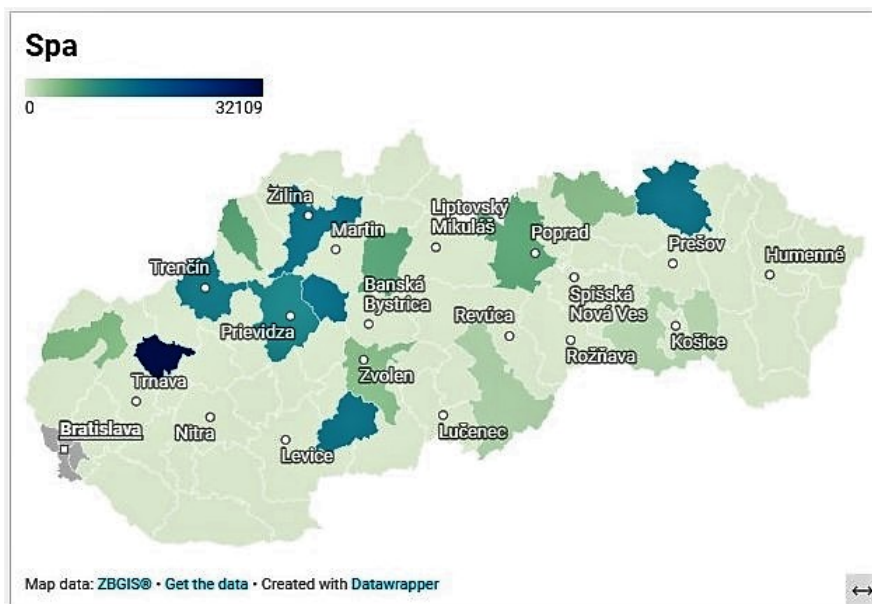 Spa
0
32109
Žilina
Liptovský
Mikuláš
Martin
Poprad
Prešov
Humenné
Trenčín
Banská
Bystrica
Spišská
Nová Ves
Prievidza
Revúca
Košice
Rožňava
Zvolen
Trnava
Bratislava
Nitra
Lučenec
Levice
Map data: ZBGIS® • Get the data • Created with Datawrapper